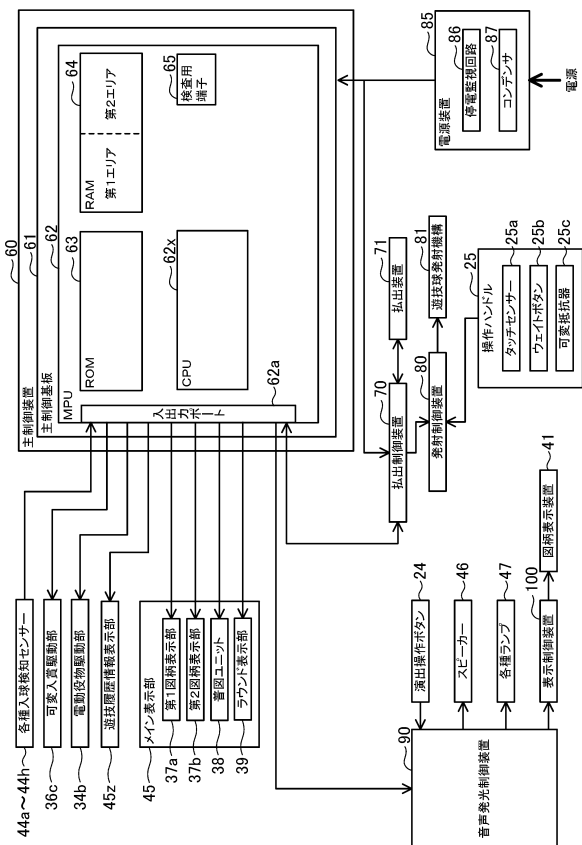 60
主制御装置
61
主制御基板
62
MPU
63
ROM
64
RAM
第1エリア
第2エリア
65
検査用
端子
62x
CPU
62a
入出力ポート
44a～44h
各種入球検知センサー
36c
可変入賞駆動部
34b
電動役物駆動部
45z
遊技履歴情報表示部
45
メイン表示部
37a
第1図柄表示部
37b
第2図柄表示部
38
普図ユニット
39
ラウンド表示部
70
払出制御装置
71
払出装置
80
発射制御装置
81
遊技球発射機構
85
電源装置
86
停電監視回路
87
コンデンサ
電源
25
操作ハンドル
25a
タッチセンサー
25b
ウェイトボタン
25c
可変抵抗器
90
音声発光制御装置
24
演出操作ボタン
46
スピーカー
47
各種ランプ
100
表示制御装置
41
図柄表示装置